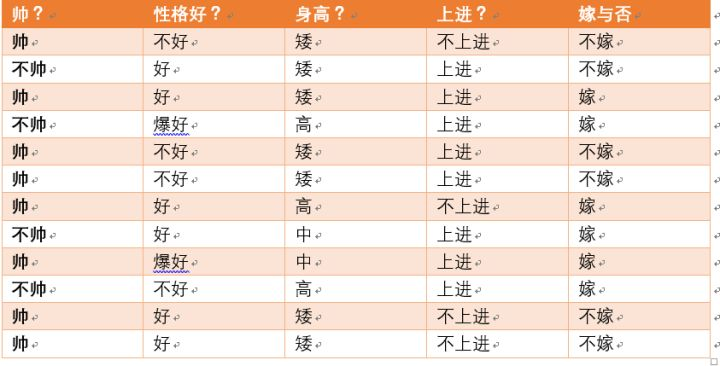 帅？ 性格好？ 身高？ 上进？ 嫁与否
帅 不好 矮 不上进 不嫁
不帅 好 矮 上进 不嫁
帅 好 矮 上进 嫁
不帅 爆好 高 上进 嫁
帅 不好 矮 上进 不嫁
帅 不好 矮 上进 不嫁
帅 好 高 不上进 嫁
不帅 好 中 上进 嫁
帅 爆好 中 上进 嫁
不帅 不好 高 上进 嫁
帅 好 矮 不上进 不嫁
帅 好 矮 不上进 不嫁